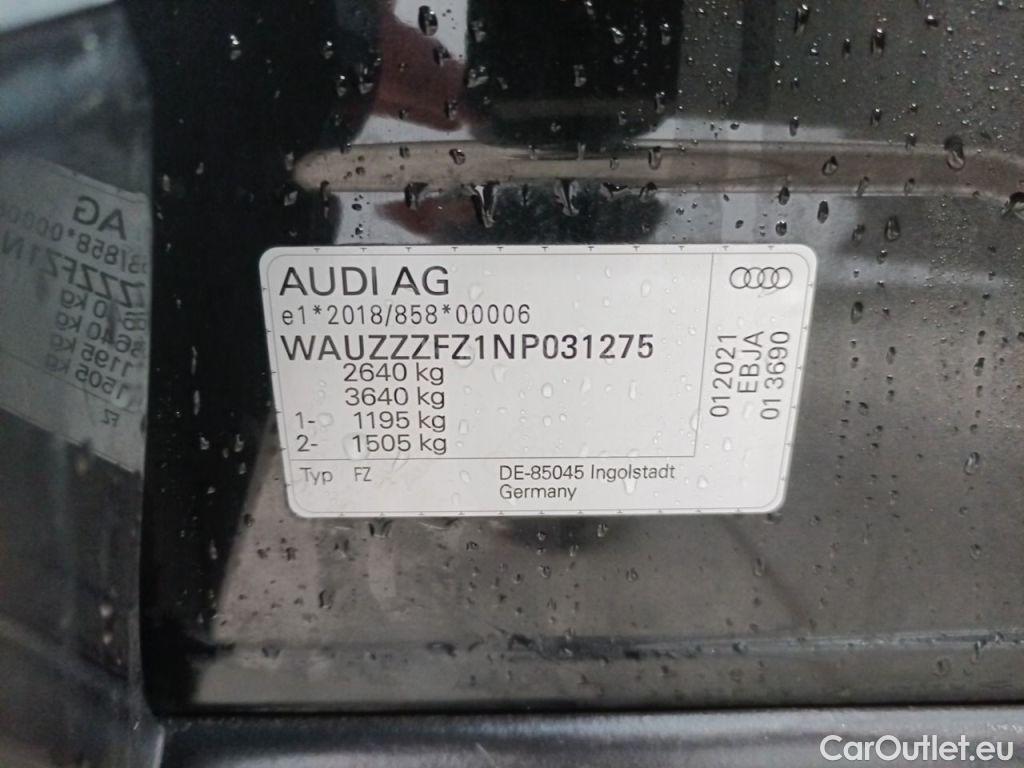 AUDI AG
e1*2018/858*00006
WAUZZZFZ1NP031275
2640 kg
3640 kg
1- 1195 kg
2- 1505 kg
Typ FZ
DE-85045 Ingolstadt
Germany
012021
EBJA
013690
CarOutlet.eu